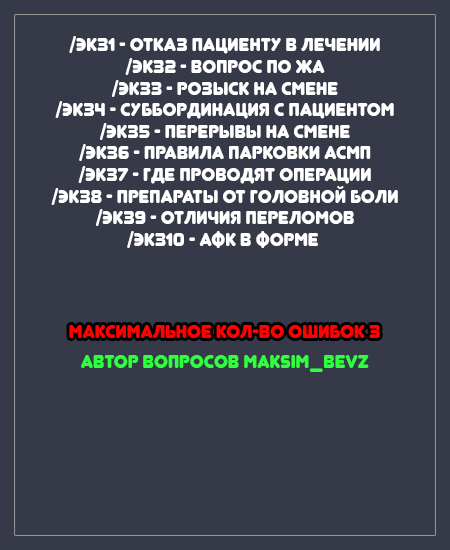 /ЭКЗ1 - ОТКАЗ ПАЦИЕНТУ В ЛЕЧЕНИИ
/ЭКЗ2 - ВОПРОС ПО ЖА
/ЭКЗ3 - РОЗЫСК НА СМЕНЕ
/ЭКЗ4 - СУББОРДИНАЦИЯ С ПАЦИЕНТОМ
/ЭКЗ5 - ПЕРЕРЫВЫ НА СМЕНЕ
/ЭКЗ6 - ПРАВИЛА ПАРКОВКИ АСМП
/ЭКЗ7 - ГДЕ ПРОВОДЯТ ОПЕРАЦИИ
/ЭКЗ8 - ПРЕПАРАТЫ ОТ ГОЛОВНОЙ БОЛИ
/ЭКЗ9 - ОТЛИЧИЯ ПЕРЕЛОМОВ
/ЭКЗ10 - АФК В ФОРМЕ
МАКСИМАЛЬНОЕ КОЛ-ВО ОШИБОК 3
АВТОР ВОПРОСОВ MAKSIM_BEVZ